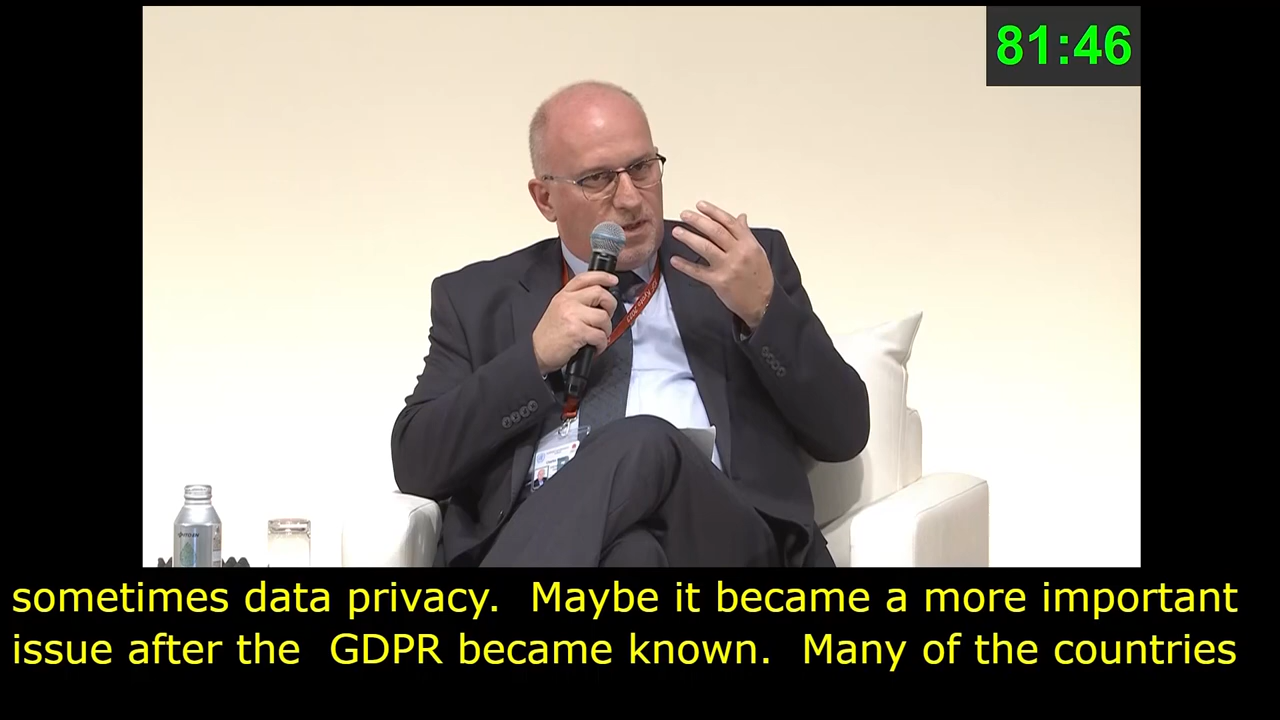 81:46
sometimes data privacy.  Maybe it became a more important
issue after the  GDPR became known.  Many of the countries